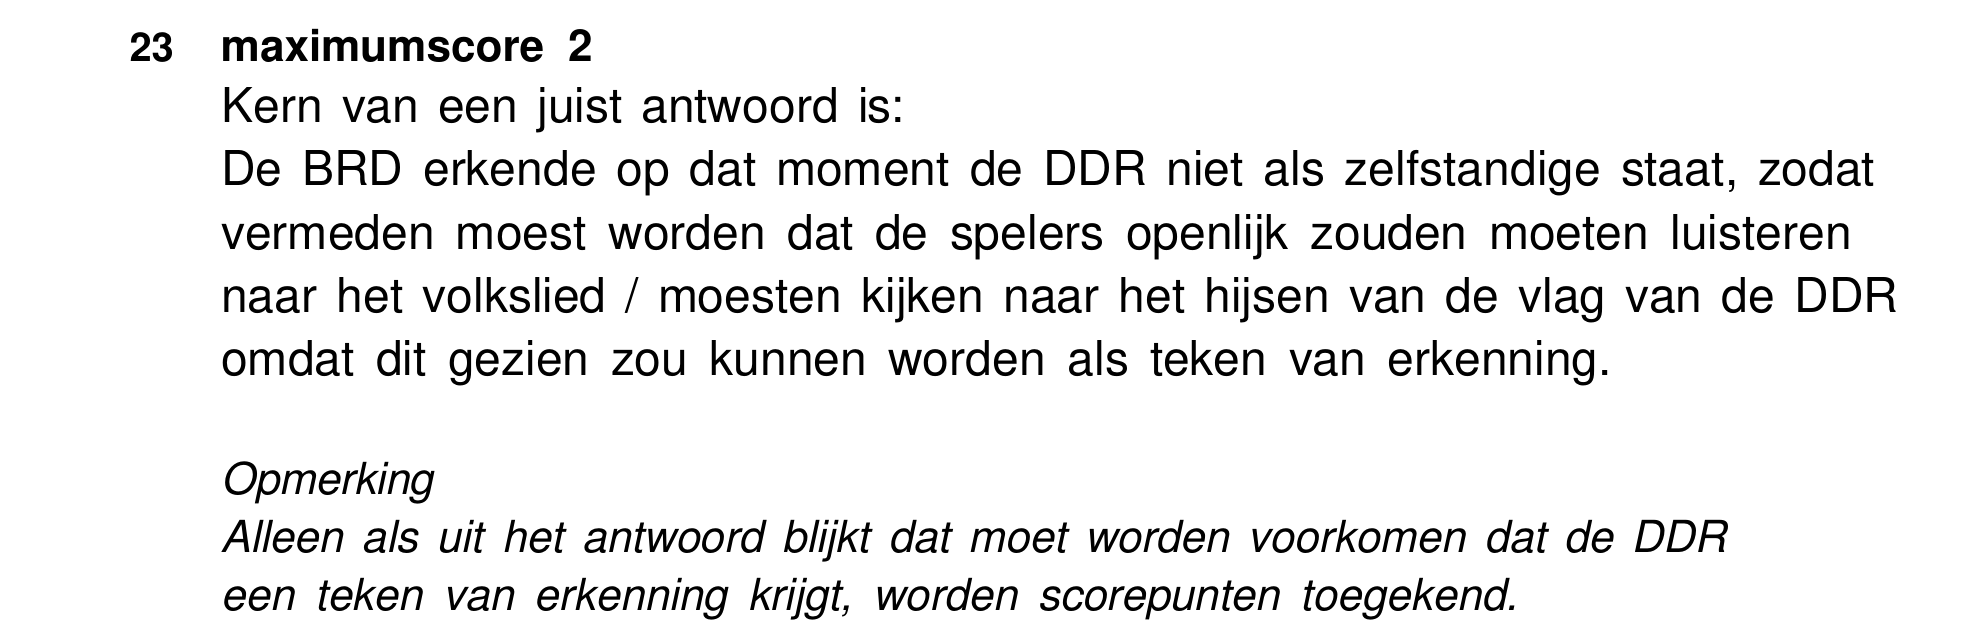 23 maximumscore 2
Kern van een juist antwoord is:
De BRD erkende op dat moment de DDR niet als zelfstandige staat, zodat
vermeden moest worden dat de spelers openlijk zouden moeten luisteren
naar het volkslied / moesten kijken naar het hijsen van de vlag van de DDR
omdat dit gezien zou kunnen worden als teken van erkenning.
Opmerking
Alleen als uit het antwoord blijkt dat moet worden voorkomen dat de DDR
een teken van erkenning krijgt, worden scorepunten toegekend.